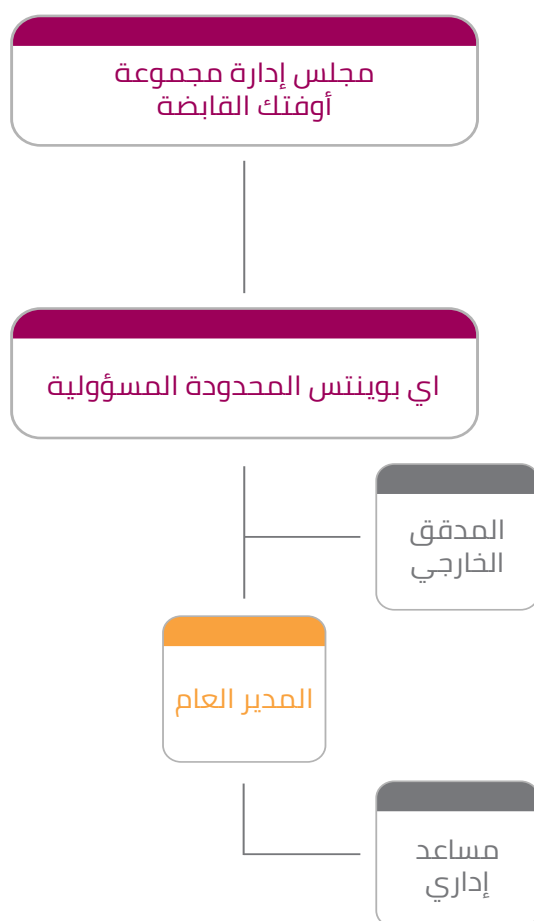 مجلس إدارة مجموعة
أوفتك القابضة
اي بوينتس المحدودة المسؤولية
المدقق
الخارجي
المدير العام
مساعد
إداري